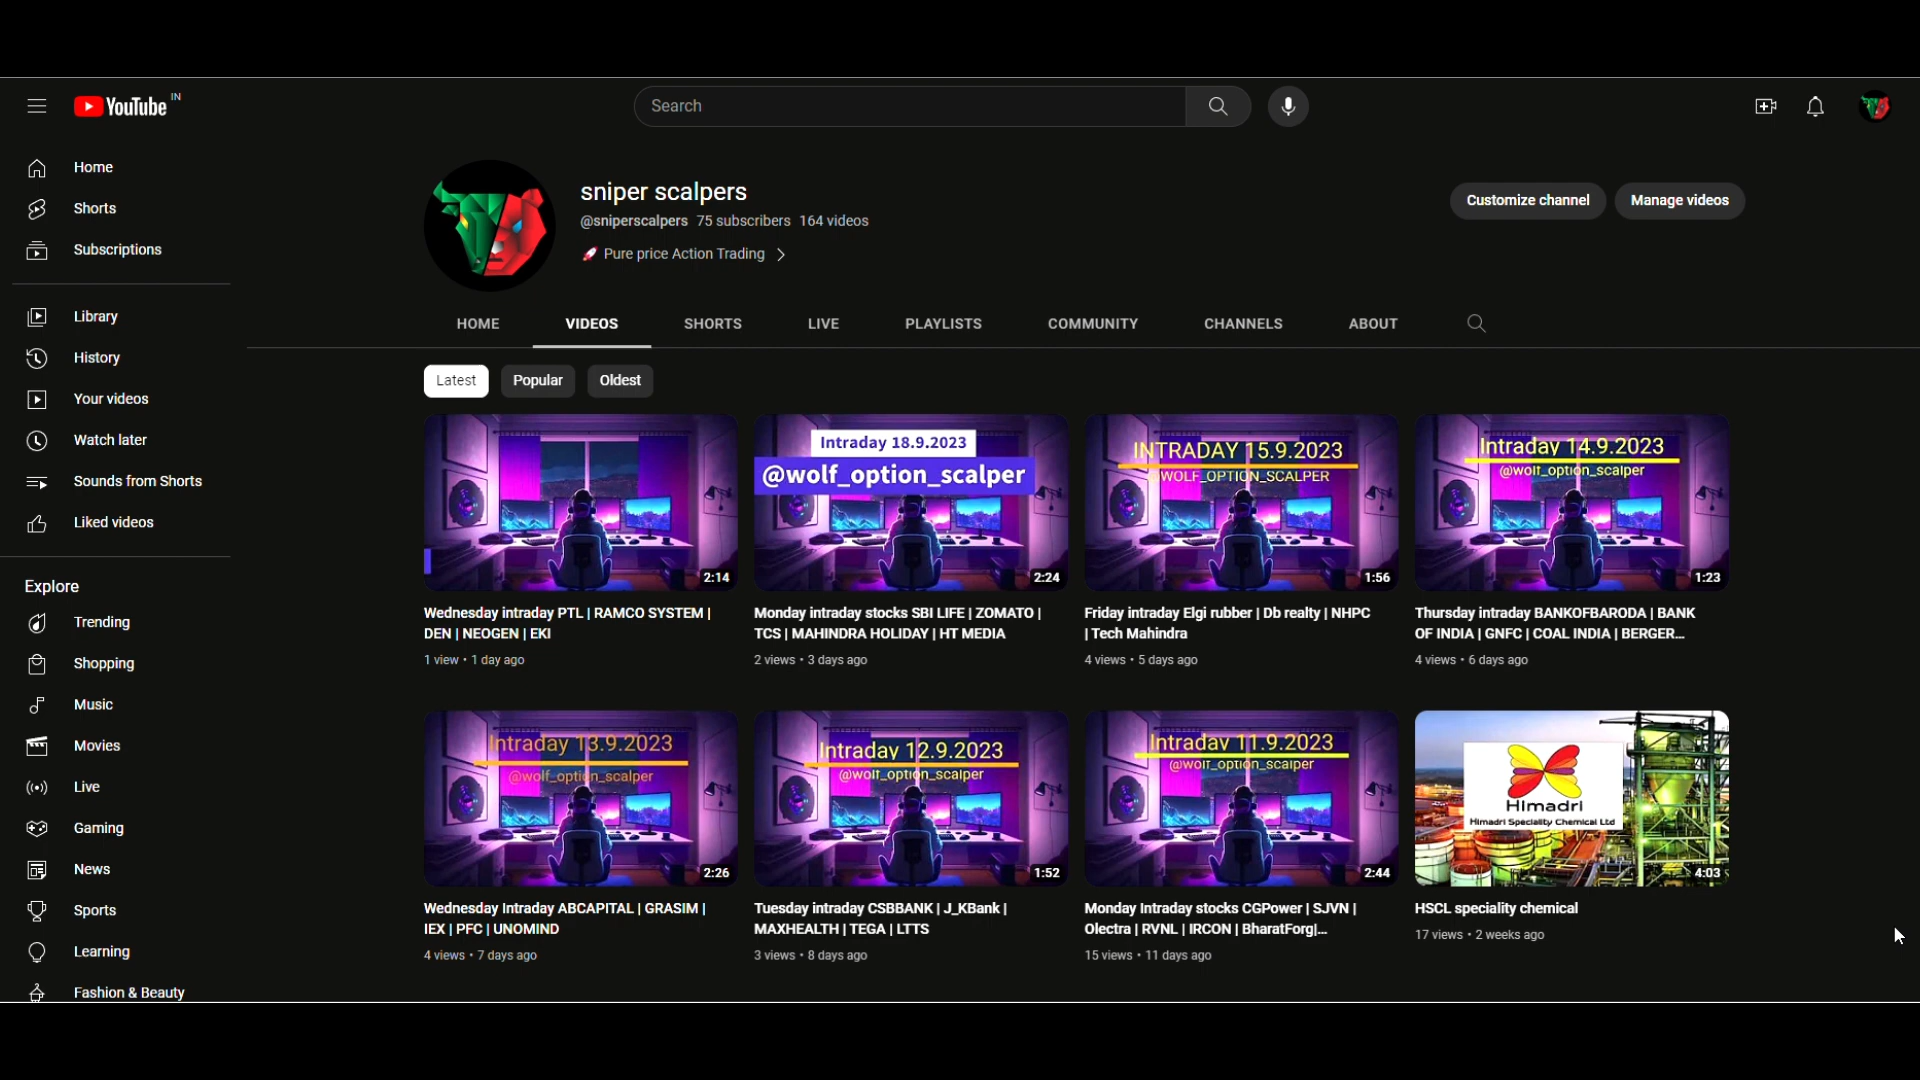 YouTube IN
Search
Home
Shorts
Subscriptions
Library
History
Your videos
Watch later
Sounds from Shorts
Liked videos
Explore
Trending
Shopping
Music
Movies
Live
Gaming
News
Sports
Learning
Fashion & Beauty
sniper scalpers
@sniperscalpers 75 subscribers 164 videos
🚀 Pure price Action Trading
Customize channel
Manage videos
HOME VIDEOS SHORTS LIVE PLAYLISTS COMMUNITY CHANNELS ABOUT
Latest Popular Oldest
2:14
Wednesday intraday PTL | RAMCO SYSTEM |
DEN | NEOGEN | EKI
1 view • 1 day ago
Intraday 18.9.2023
@wolf_option_scalper
2:24
Monday intraday stocks SBI LIFE | ZOMATO |
TCS | MAHINDRA HOLIDAY | HT MEDIA
2 views • 3 days ago
INTRADAY 15.9.2023
@WOLF_OPTION_SCALPER
1:56
Friday intraday Elgi rubber | Db realty | NHPC
| Tech Mahindra
4 views • 5 days ago
Intraday 14.9.2023
@wolf_option_scalper
1:23
Thursday intraday BANKOFBARODA | BANK
OF INDIA | GNFC | COAL INDIA | BERGER...
4 views • 6 days ago
Intraday 13.9.2023
@wolf_option_scalper
2:26
Wednesday Intraday ABCAPITAL | GRASIM |
IEX | PFC | UNOMIND
4 views • 7 days ago
Intraday 12.9.2023
@wolf_option_scalper
1:52
Tuesday intraday CSBBANK | J_KBank |
MAXHEALTH | TEGA | LTTS
3 views • 8 days ago
Intraday 11.9.2023
@wolf_option_scalper
2:44
Monday Intraday stocks CGPower | SJVN |
Olectra | RVNL | IRCON | BharatForg|...
15 views • 11 days ago
Himadri
Himadri Speciality Chemical Ltd
4:03
HSCL speciality chemical
17 views • 2 weeks ago